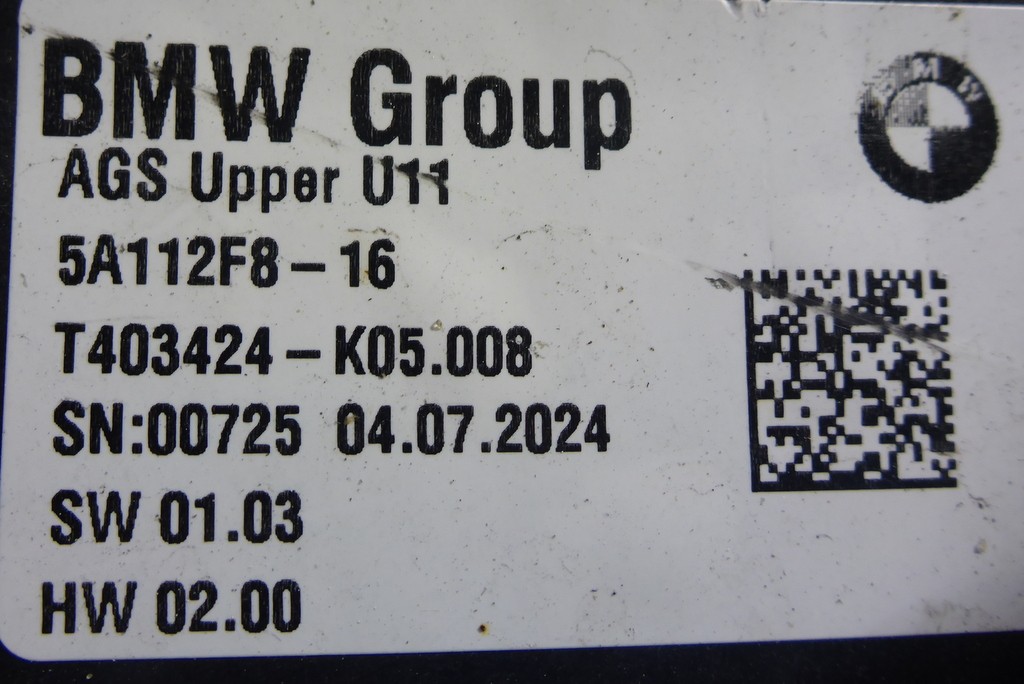 BMW Group
AGS Upper U11
5A112F8 – 16
T403424 – K05.008
SN:00725 04.07.2024
SW 01.03
HW 02.00
BMW